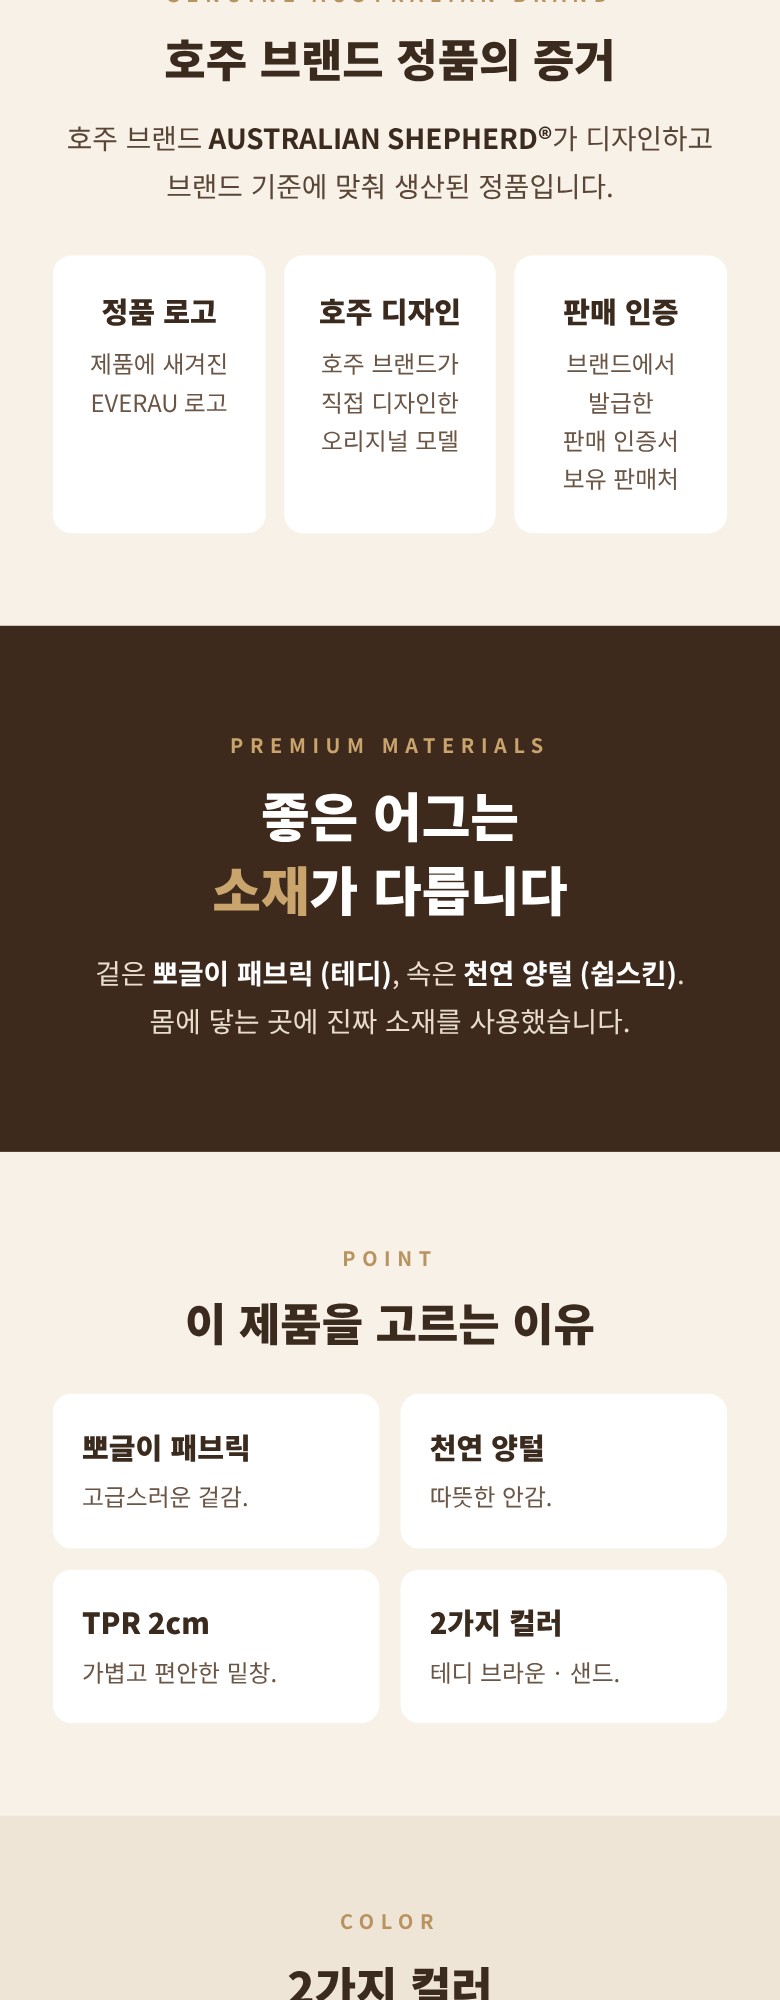 호주 브랜드 정품의 증거
호주 브랜드 AUSTRALIAN SHEPHERD®가 디자인하고
브랜드 기준에 맞춰 생산된 정품입니다.
정품 로고
제품에 새겨진
EVERAU 로고
호주 디자인
호주 브랜드가
직접 디자인한
오리지널 모델
판매 인증
브랜드에서
발급한
판매 인증서
보유 판매처
PREMIUM MATERIALS
좋은 어그는
소재가 다릅니다
겉은 뽀글이 패브릭 (테디), 속은 천연 양털 (쉽스킨).
몸에 닿는 곳에 진짜 소재를 사용했습니다.
POINT
이 제품을 고르는 이유
뽀글이 패브릭
고급스러운 겉감.
천연 양털
따뜻한 안감.
TPR 2cm
가볍고 편안한 밑창.
2가지 컬러
테디 브라운 · 샌드.
COLOR
2가지 컬러